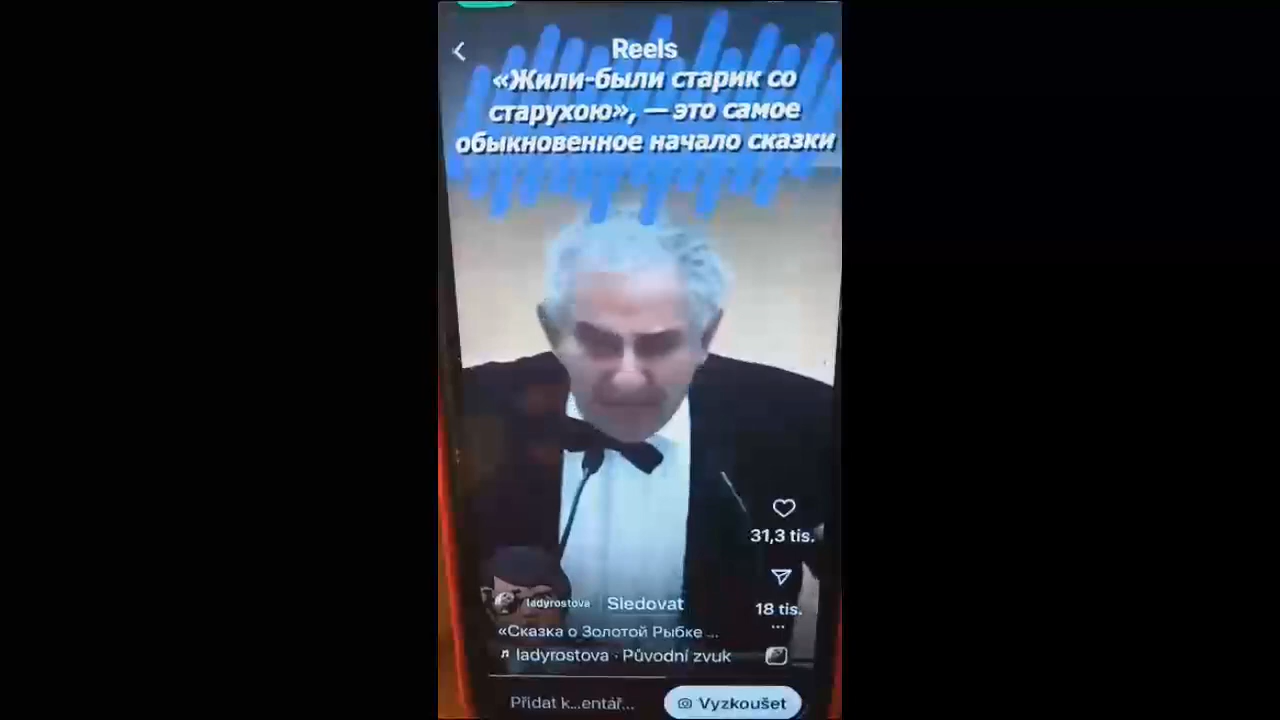 Reels
«Жили-были старик со
старухою», — это самое
обыкновенное начало сказки
31,3 tis.
ladyrostova Sledovat
18 tis.
«Сказка о Золотой Рыбке ...
ladyrostova · Původní zvuk
Přidat k...entář...
Vyzkoušet